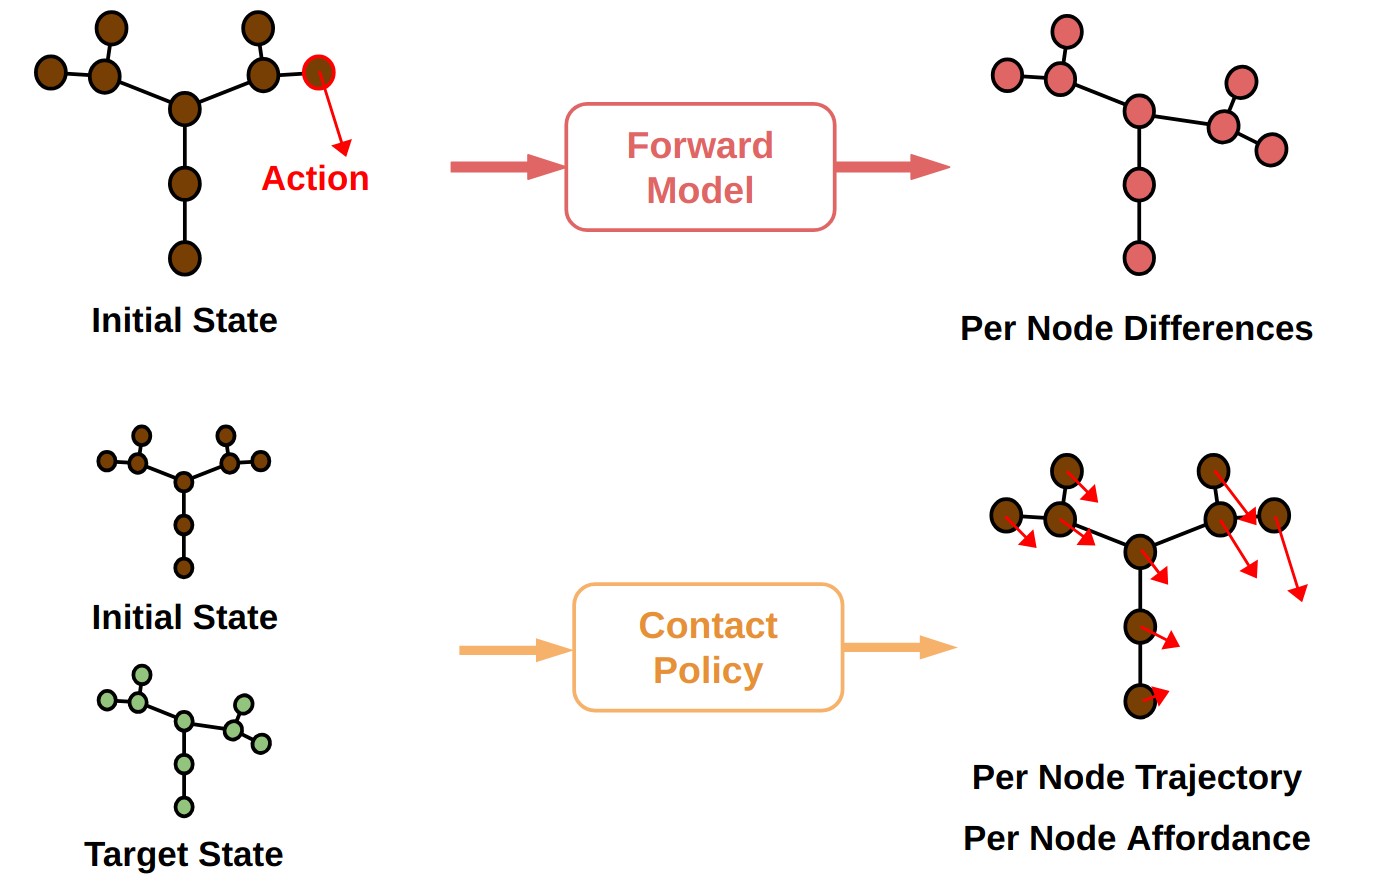 Action
Forward
Model
Initial State
Per Node Differences
Initial State
Contact
Policy
Target State
Per Node Trajectory
Per Node Affordance